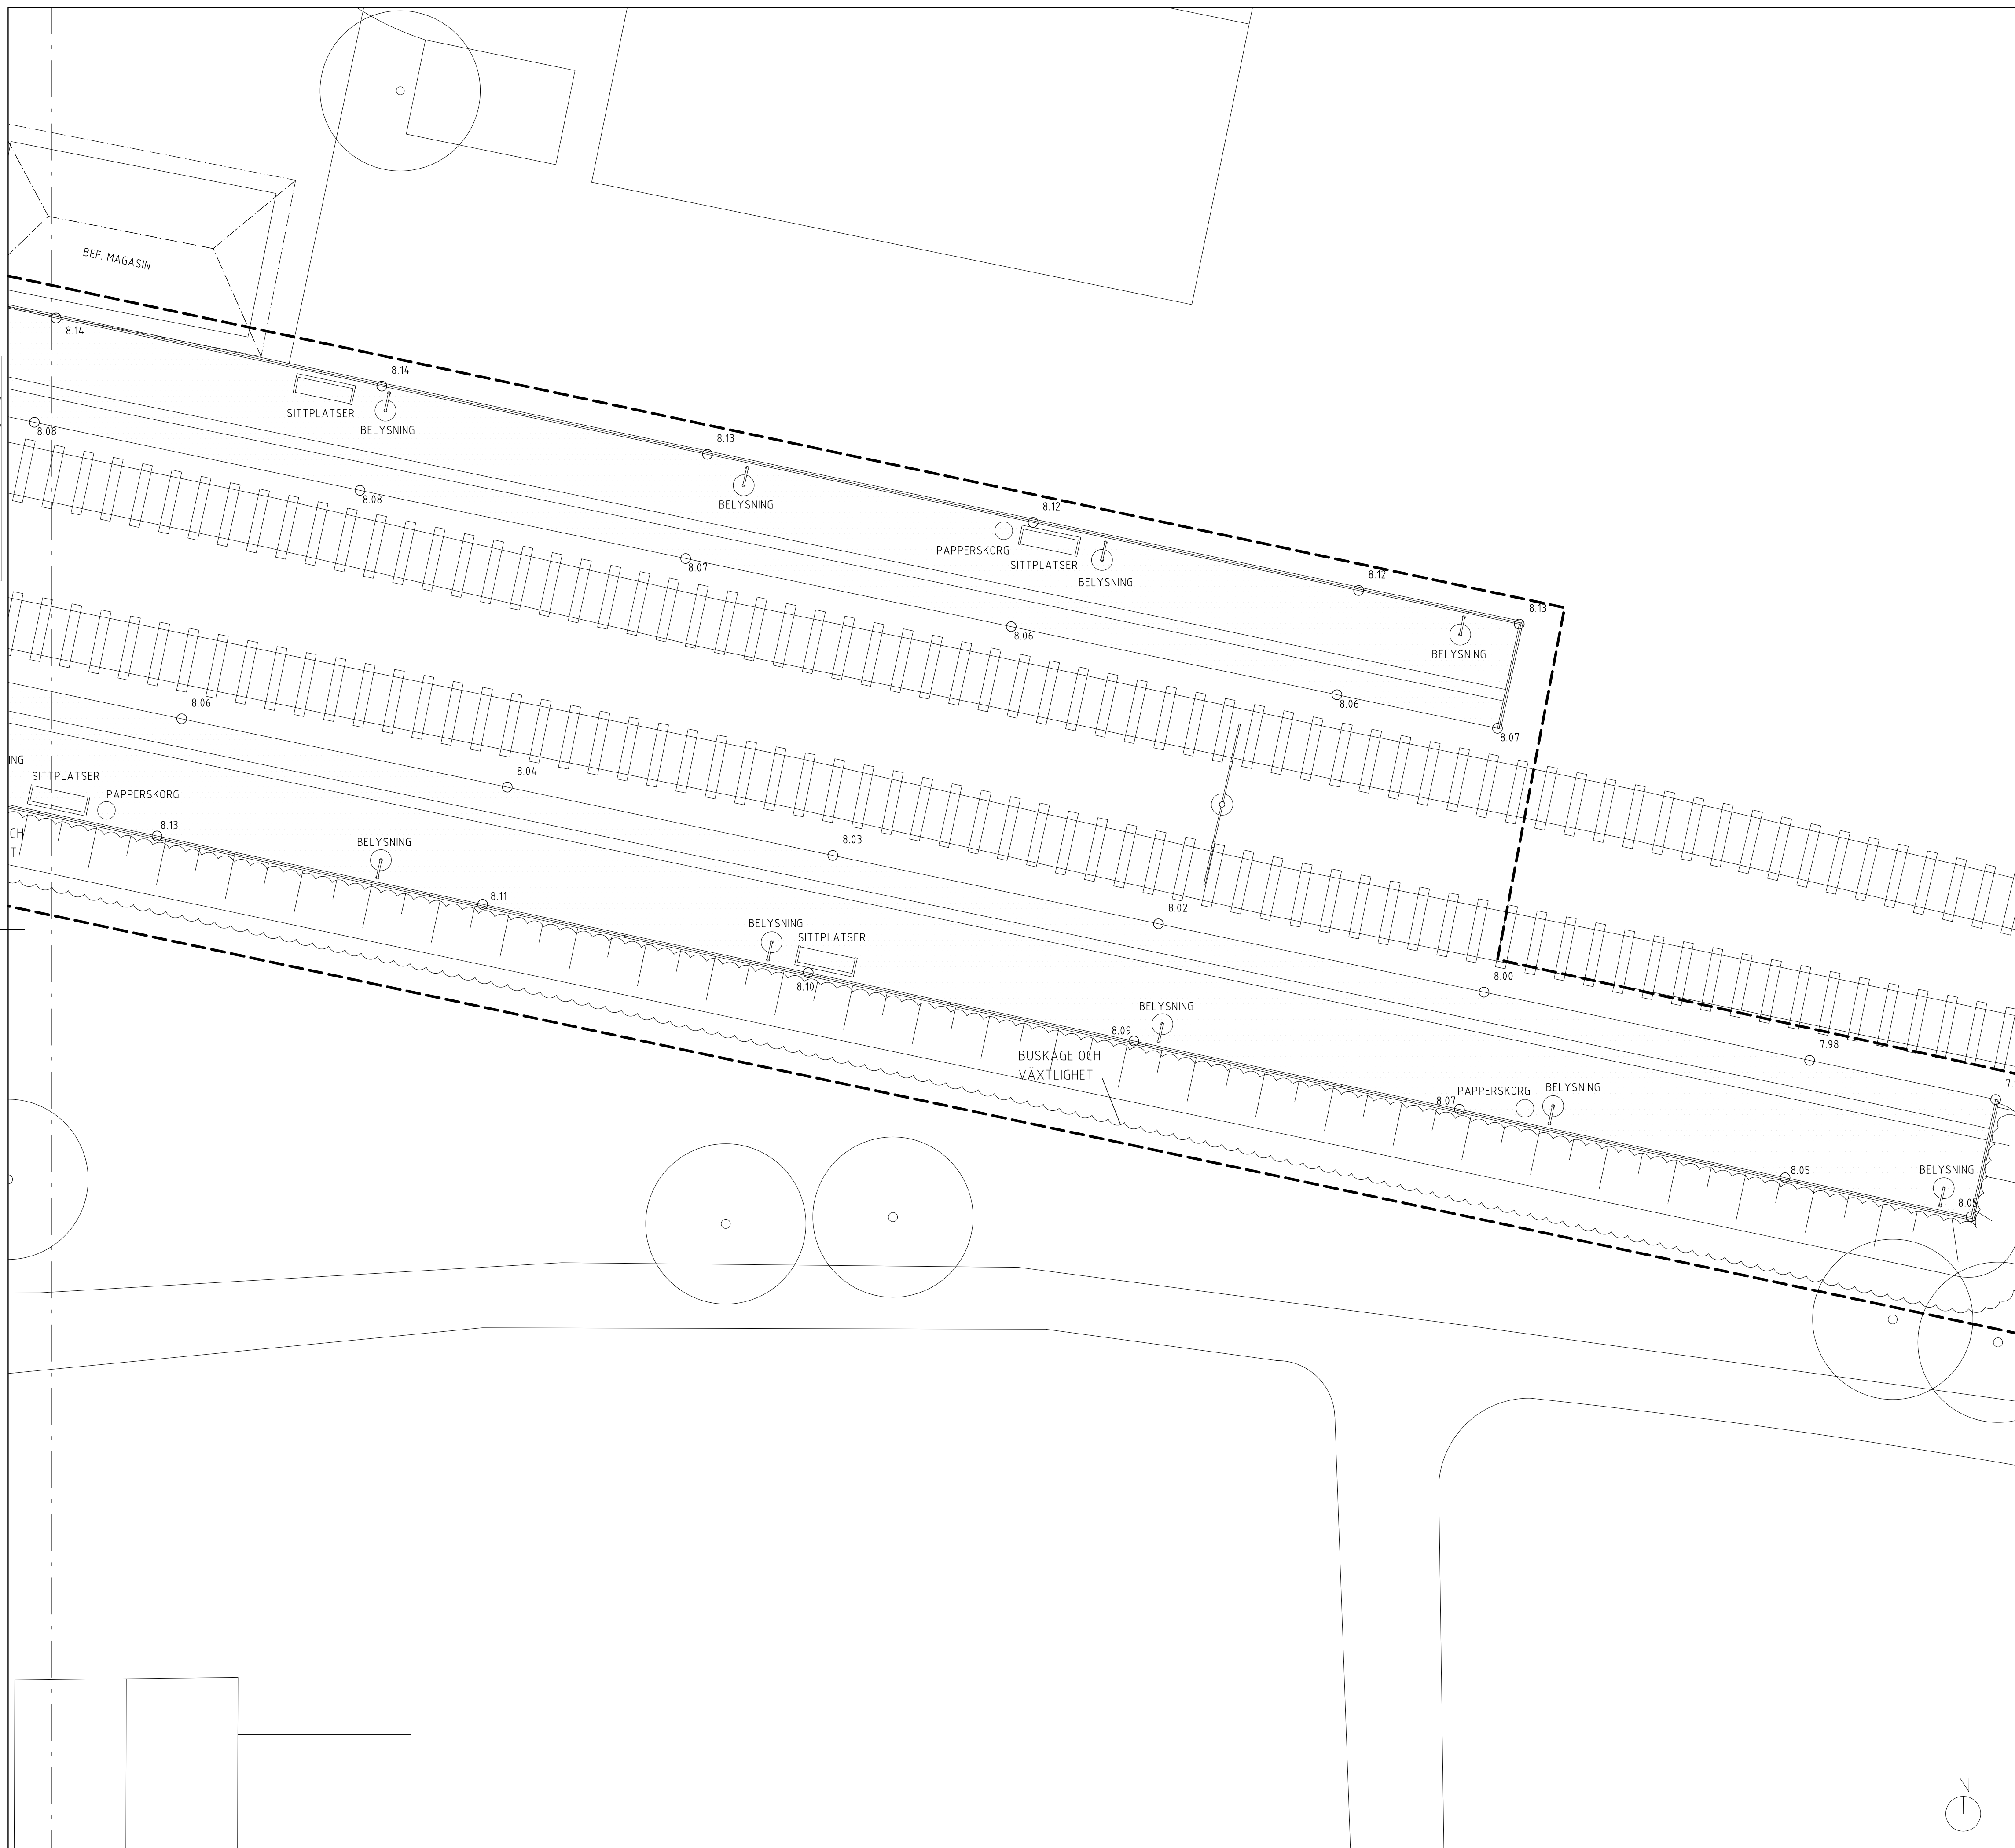 BEF. MAGASIN
8.14
8.14
SITTPLATSER
BELYSNING
8.08
8.13
8.08
BELYSNING
8.12
PAPPERSKORG
SITTPLATSER
8.07
8.12
BELYSNING
8.13
8.06
BELYSNING
8.06
8.06
8.07
ING
SITTPLATSER
8.04
PAPPERSKORG
8.13
CH
T
BELYSNING
8.03
8.11
8.02
BELYSNING
SITTPLATSER
8.10
8.00
BELYSNING
8.09
7.98
BUSKAGE OCH
VÄXTLIGHET
PAPPERSKORG
BELYSNING
8.07
8.05
BELYSNING
8.05
N